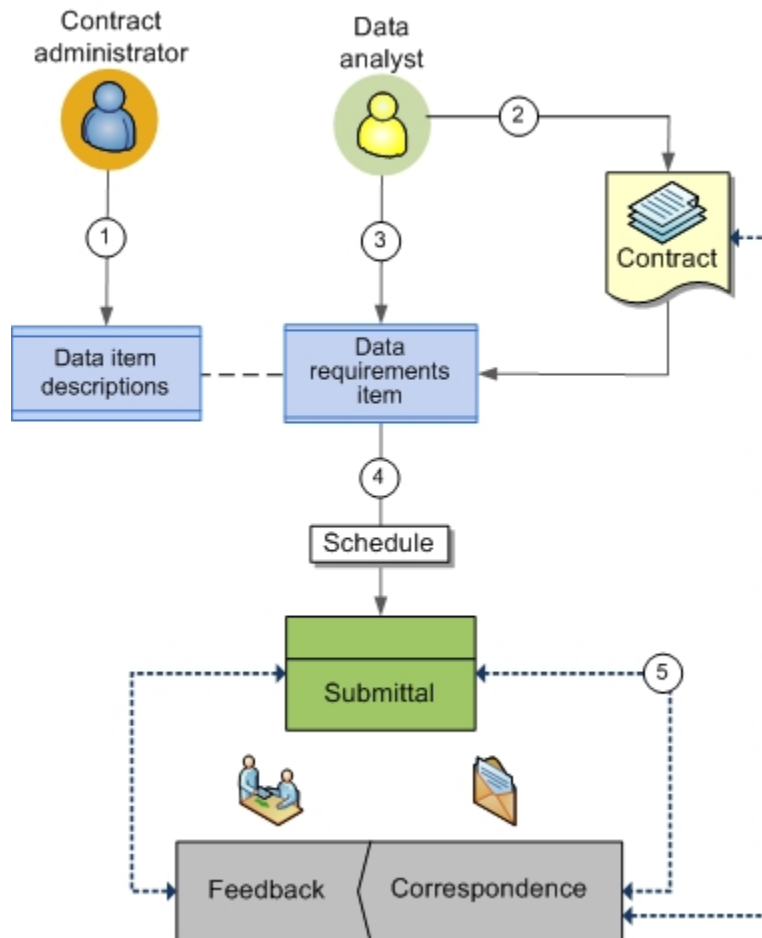 Contract
administrator
Data
analyst
2
1
3
Contract
Data item
descriptions
Data
requirements
item
4
Schedule
5
Submittal
Feedback
Correspondence